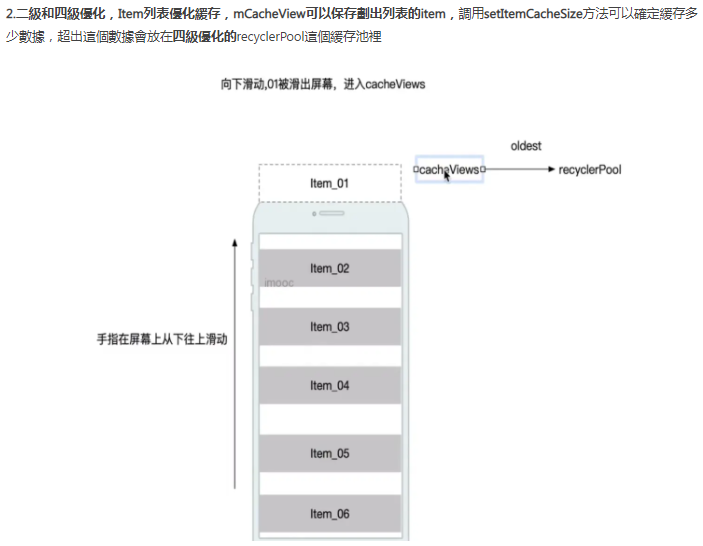 2.二級和四級優化，Item列表優化緩存，mCacheView可以保存劃出列表的item，調用setItemCacheSize方法可以確定緩存多
少數據，超出這個數據會放在四級優化的recyclerPool這個緩存池裡
向下滑动,01被滑出屏幕，进入cacheViews
oldest
cacheViews
recyclerPool
Item_01
Item_02
imooc
Item_03
手指在屏幕上从下往上滑动
Item_04
Item_05
Item_06